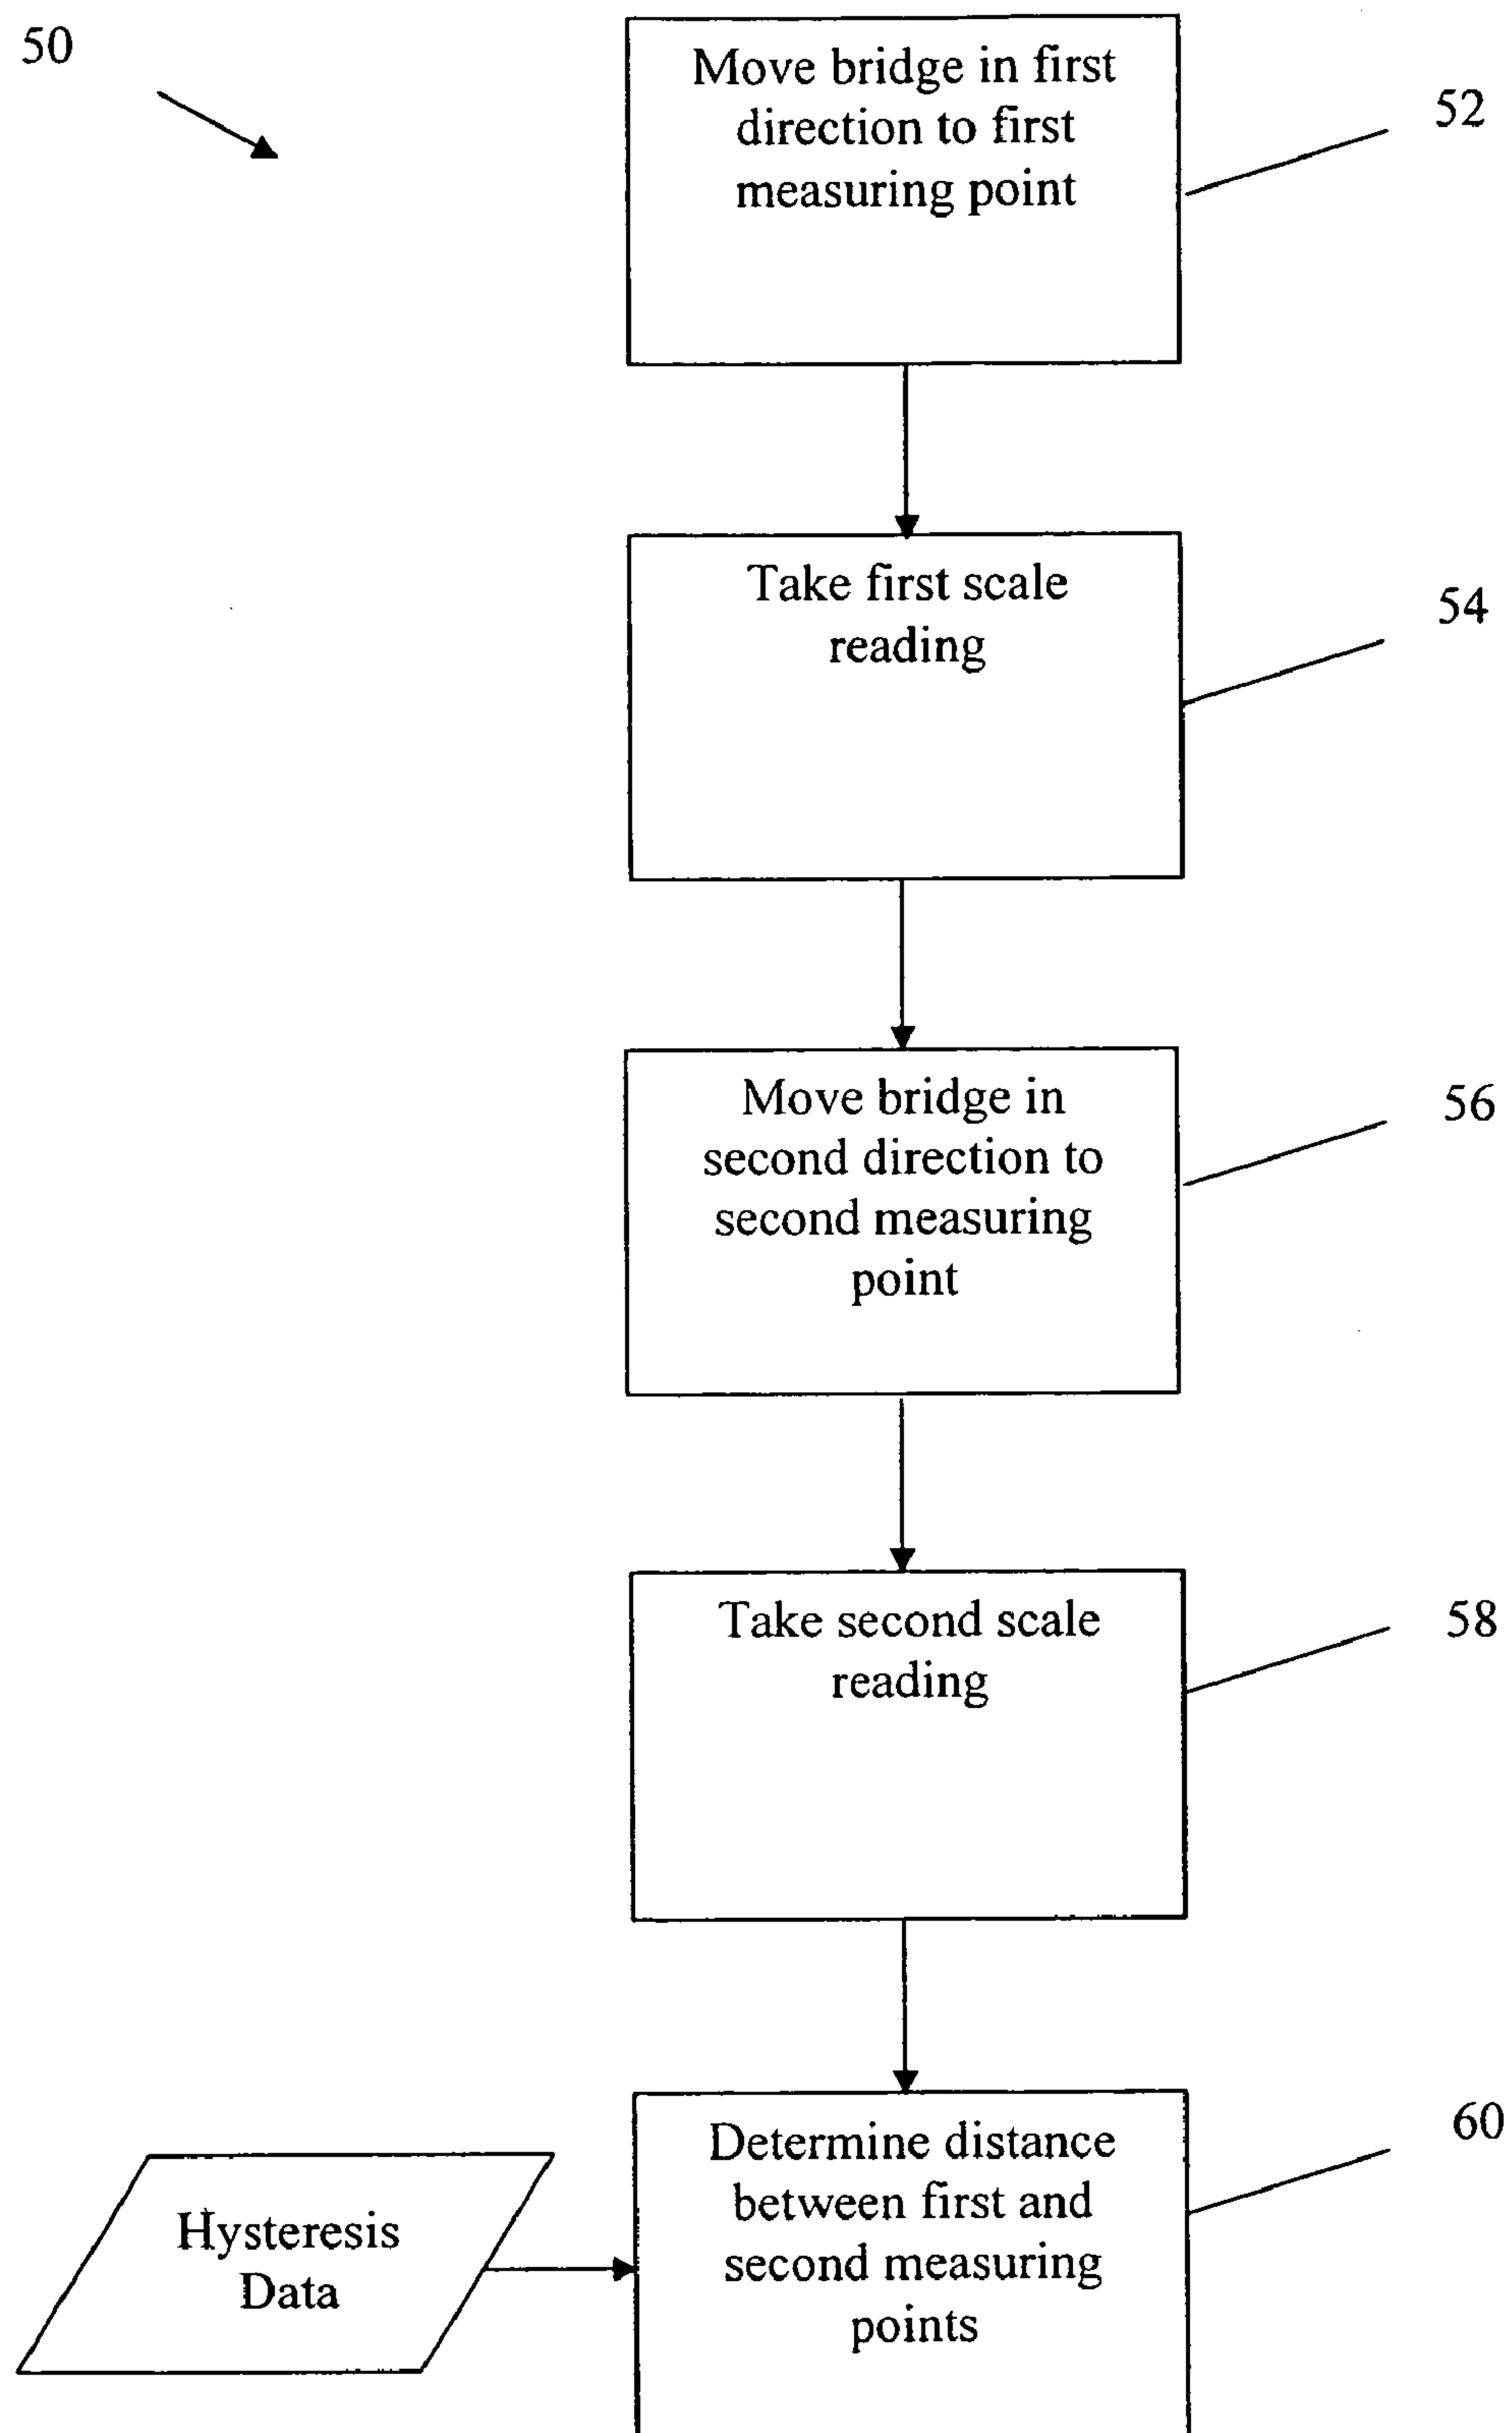 50
Move bridge in first
direction to first
measuring point
52
Take first scale
reading
54
Move bridge in
second direction to
second measuring
point
56
Take second scale
reading
58
Determine distance
between first and
second measuring
points
60
Hysteresis
Data